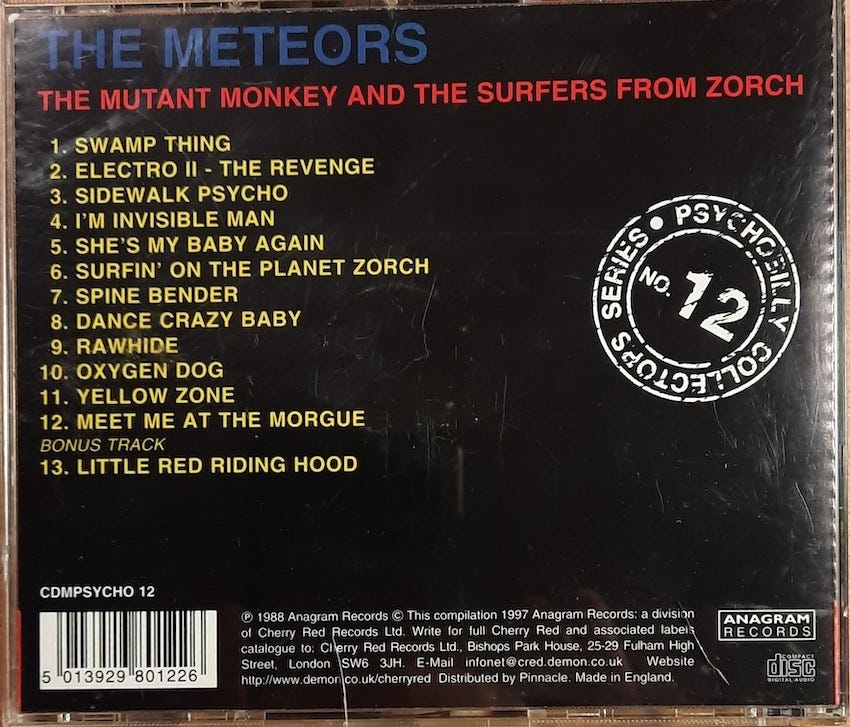 THE METEORS
THE MUTANT MONKEY AND THE SURFERS FROM ZORCH
1. SWAMP THING
2. ELECTRO II - THE REVENGE
3. SIDEWALK PSYCHO
4. I'M INVISIBLE MAN
5. SHE'S MY BABY AGAIN
6. SURFIN' ON THE PLANET ZORCH
7. SPINE BENDER
8. DANCE CRAZY BABY
9. RAWHIDE
10. OXYGEN DOG
11. YELLOW ZONE
12. MEET ME AT THE MORGUE
BONUS TRACK
13. LITTLE RED RIDING HOOD
PSYCHOBILLY COLLECTORS SERIES •
NO. 12
CDMPSYCHO 12
5 013929 801226
℗ 1988 Anagram Records © This compilation 1997 Anagram Records: a division
of Cherry Red Records Ltd. Write for full Cherry Red and associated labels
catalogue to: Cherry Red Records Ltd., Bishops Park House, 25-29 Fulham High
Street, London SW6 3JH. E-Mail infonet@cred.demon.co.uk Website
http://www.demon.co.uk/cherryred Distributed by Pinnacle. Made in England.
ANAGRAM
RECORDS
COMPACT
disc
DIGITAL AUDIO